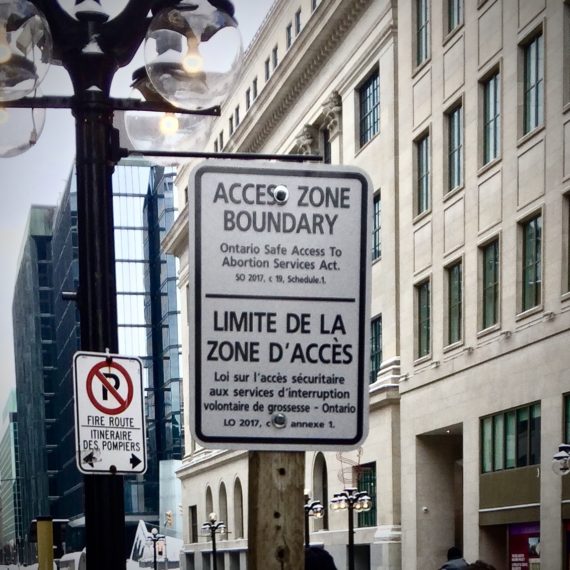 ACCESS ZONE
BOUNDARY
Ontario Safe Access To
Abortion Services Act.
SO 2017, c 19, Schedule.1.
LIMITE DE LA
ZONE D'ACCÈS
Loi sur l'accès sécuritaire
aux services d'interruption
volontaire de grossesse - Ontario
LO 2017, c annexe 1.
P
FIRE ROUTE
ITINERAIRE
DES POMPIERS